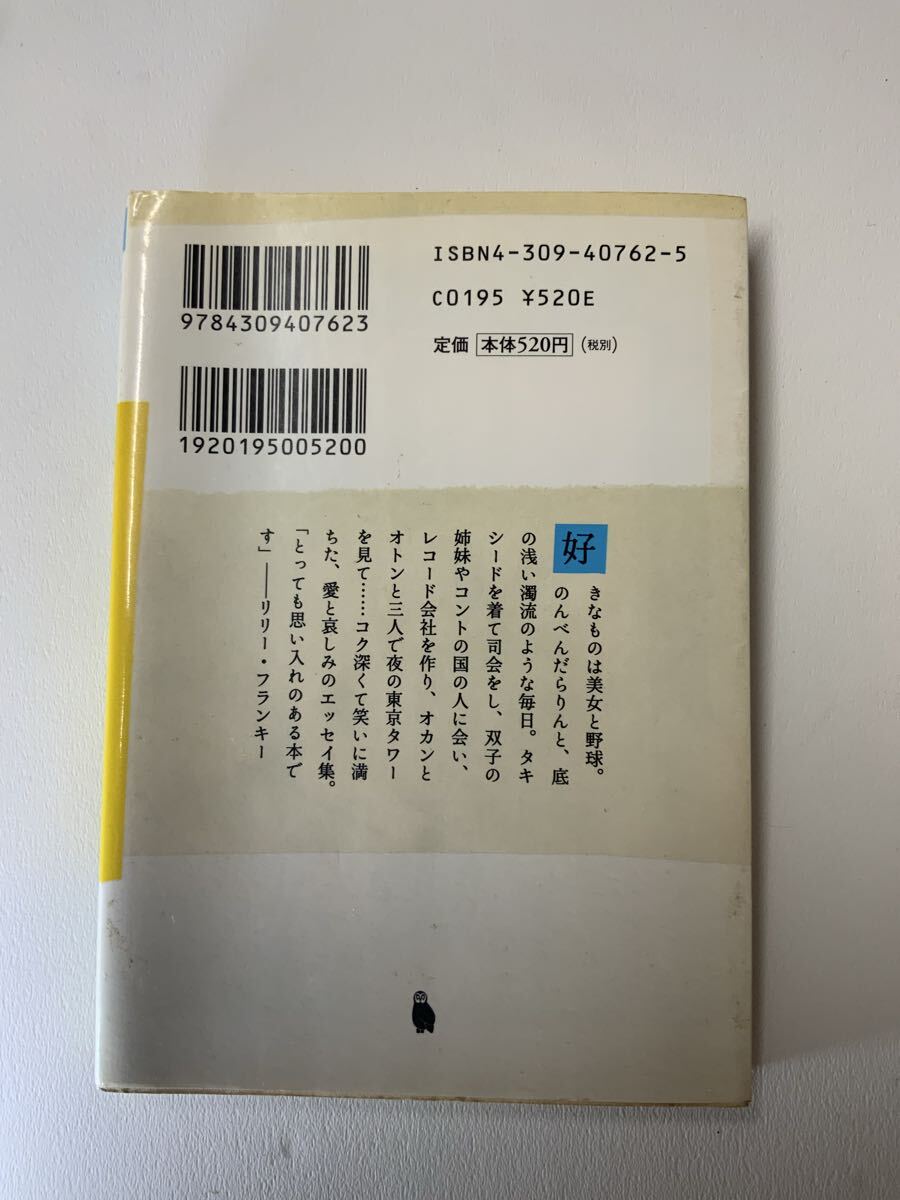 ISBN4-309-40762-5
9784309407623
C0195 ¥520E
定価 本体520円 (税別)
1920195005200
好きなものは美女と野球。
のんべんだらりんと、底
の浅い濁流のような毎日。タキ
シードを着て司会をし、双子の
姉妹やコントの国の人に会い、
レコード会社を作り、オカンと
オトンと三人で夜の東京タワー
を見て……コク深くて笑いに満
ちた、愛と哀しみのエッセイ集。
「とっても思い入れのある本で
す」――リリー・フランキー